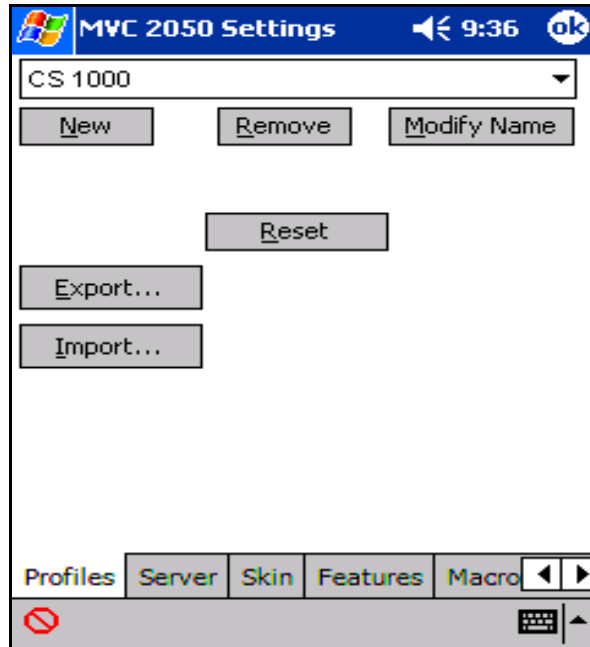 MVC 2050 Settings 9:36 ok
CS 1000
New Remove Modify Name
Reset
Export...
Import...
Profiles Server Skin Features Macro